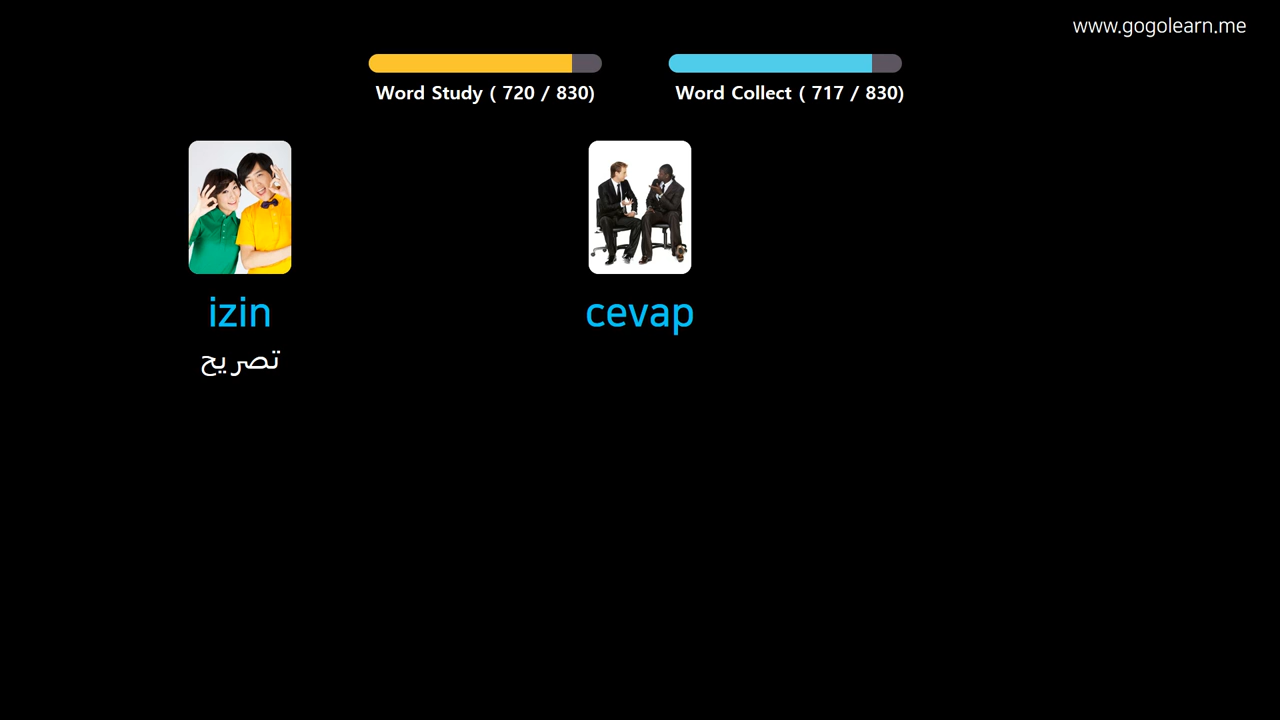 www.gogolearn.me
Word Study ( 720 / 830)
Word Collect ( 717 / 830)
izin
cevap
تصريح